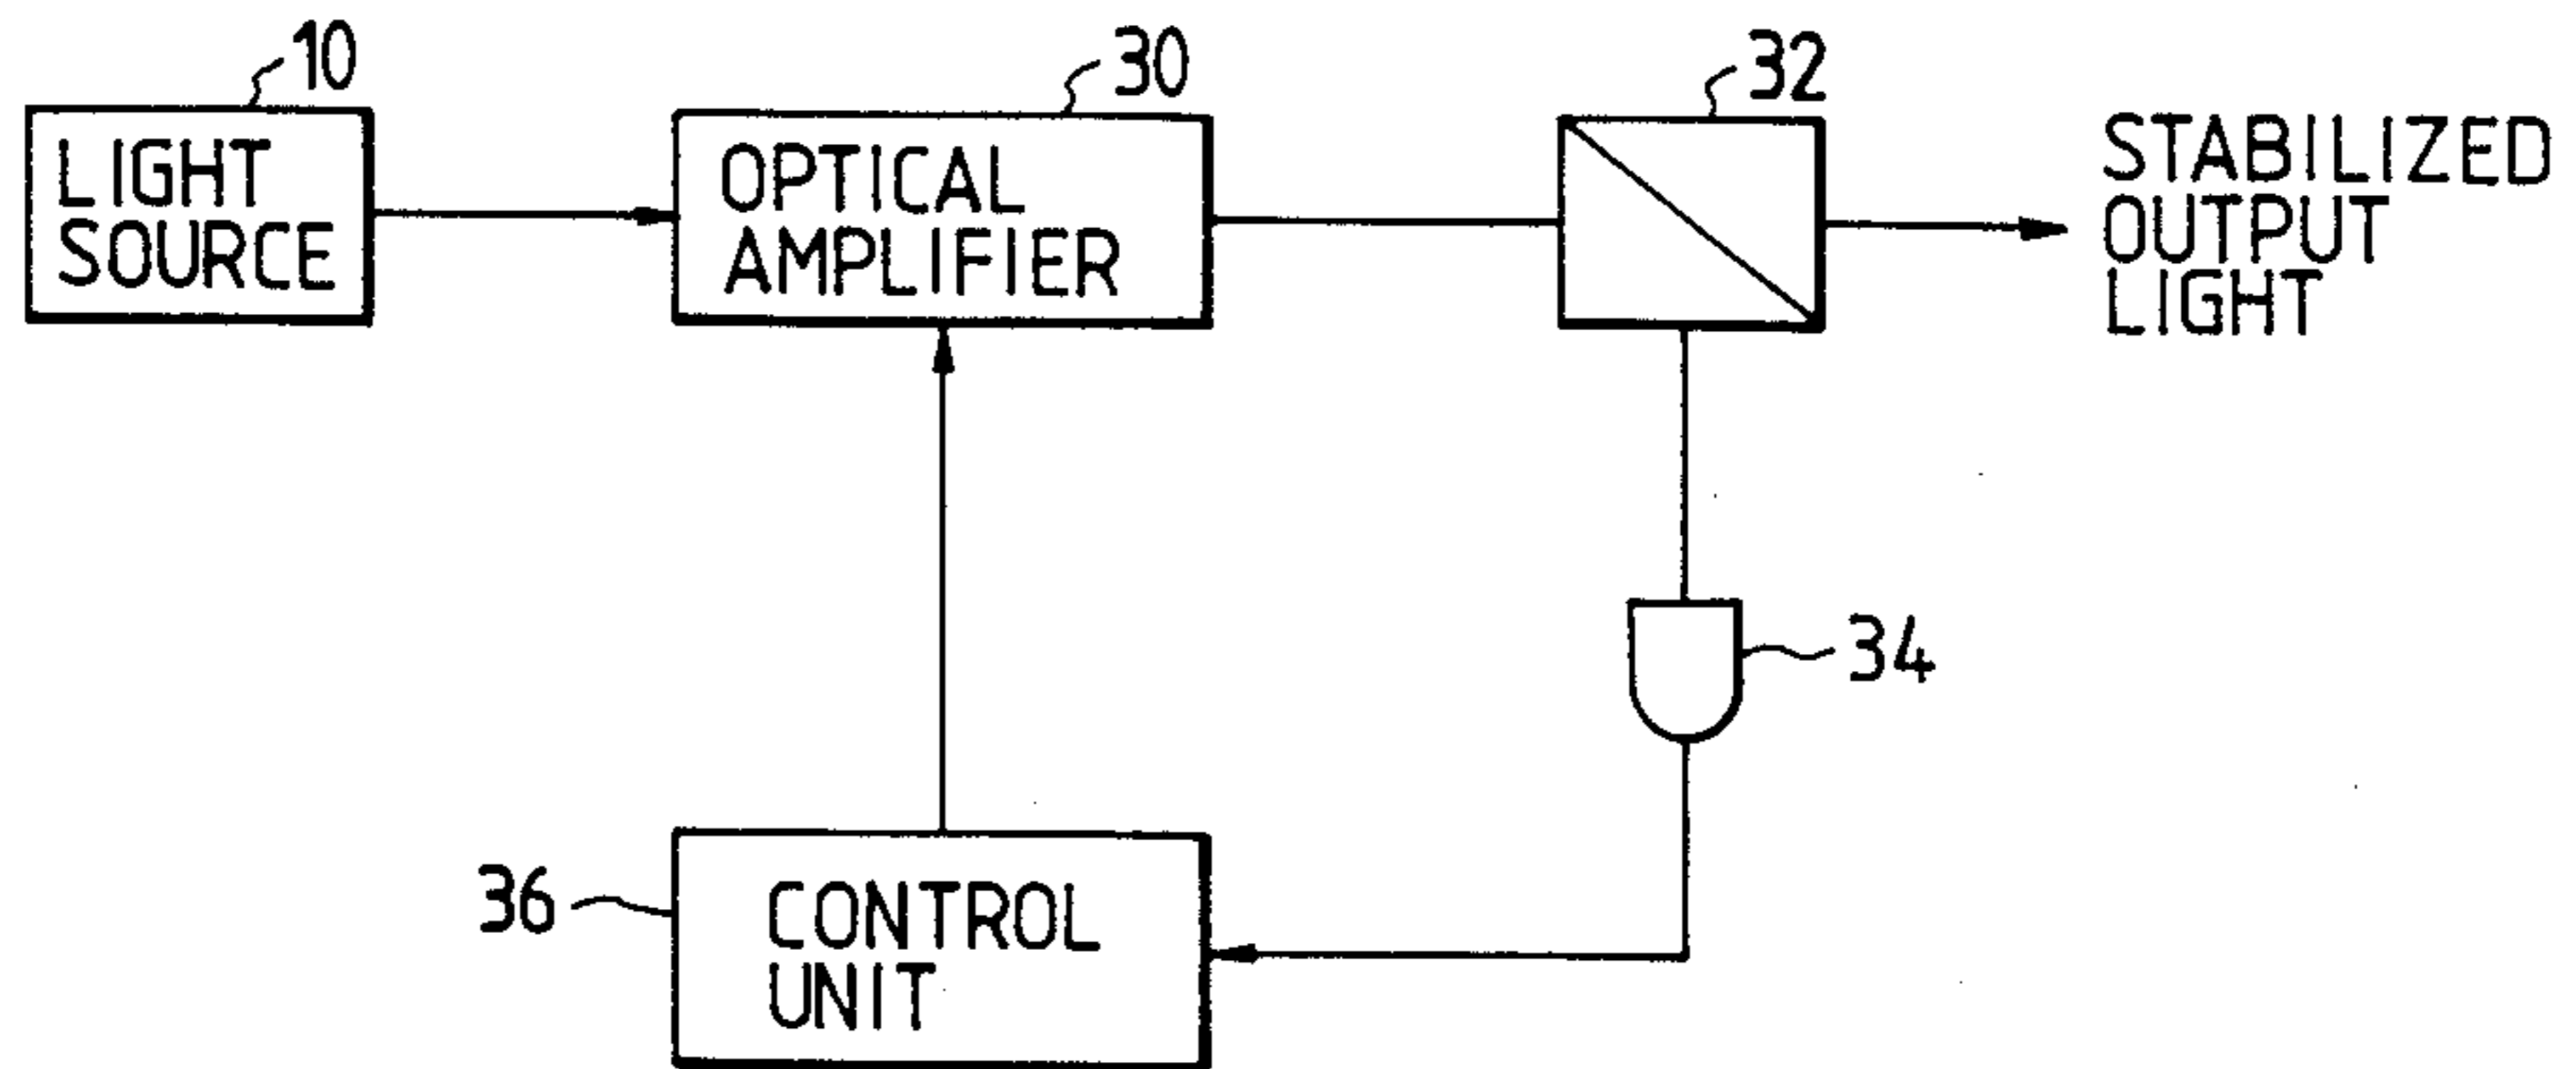 10
30
32
LIGHT
SOURCE
OPTICAL
AMPLIFIER
STABILIZED
OUTPUT
LIGHT
34
36
CONTROL
UNIT